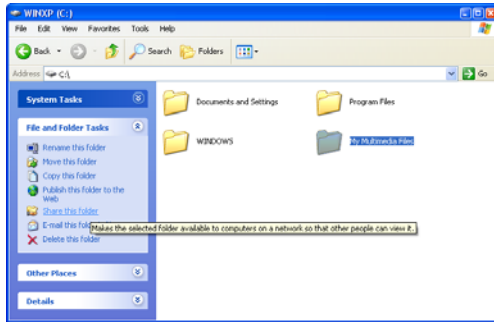 WINXP (C:)
File Edit View Favorites Tools Help
Back Search Folders
Address C:\ Go
System Tasks
File and Folder Tasks
Rename this folder
Move this folder
Copy this folder
Publish this folder to the
Web
Share this folder
E-mail this fol
Makes the selected folder available to computers on a network so that other people can view it.
Delete this folder
Other Places
Details
Documents and Settings Program Files
WINDOWS My Multimedia Files